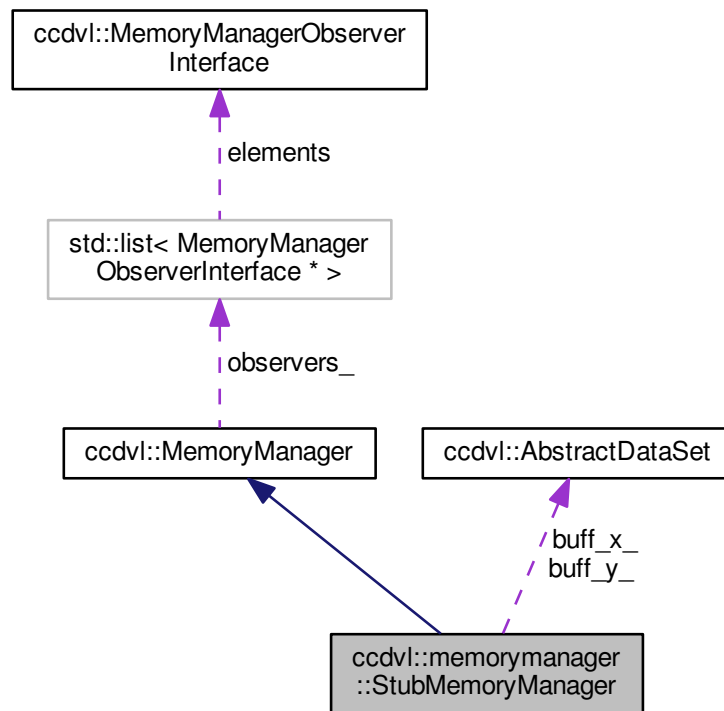 ccdvl::MemoryManagerObserver
Interface
elements
std::list< MemoryManager
ObserverInterface * >
observers_
ccdvl::MemoryManager
ccdvl::AbstractDataSet
buff_x_
buff_y_
ccdvl::memorymanager
::StubMemoryManager